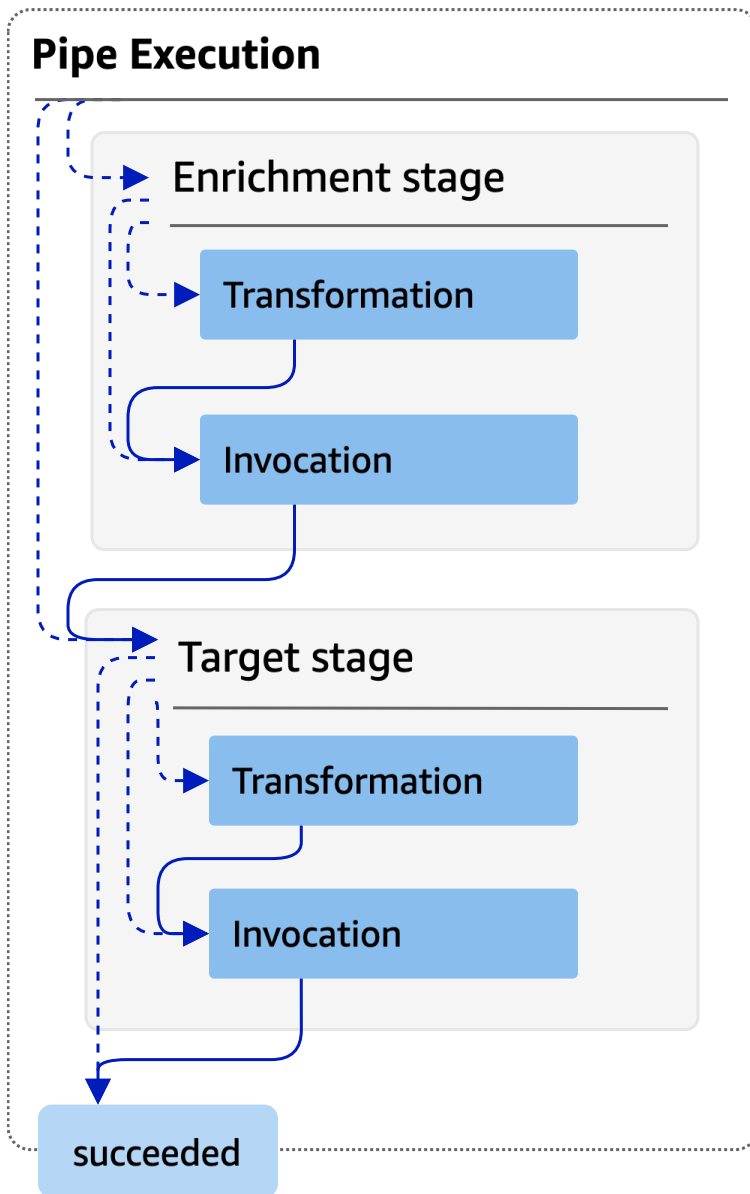 Pipe Execution
Enrichment stage
Transformation
Invocation
Target stage
Transformation
Invocation
succeeded